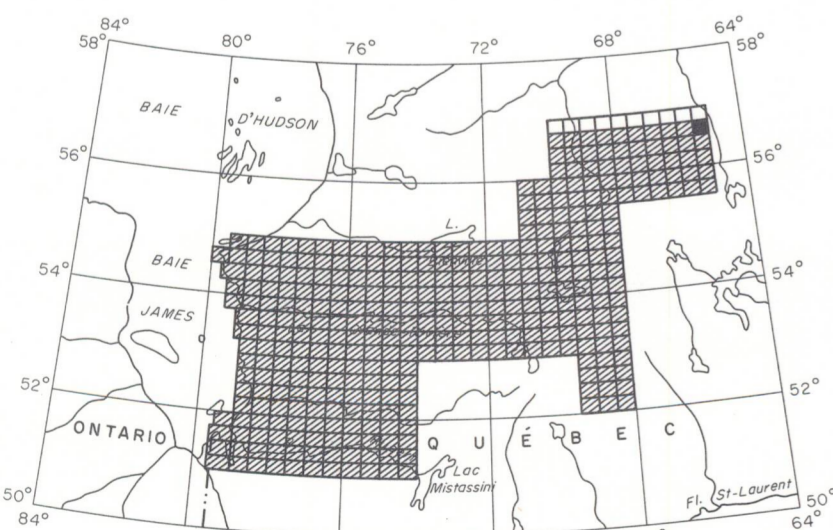 84°
58°
80°
76°
72°
68°
64°
58°
BAIE
D'HUDSON
56°
56°
L.
BAIE
54°
54°
JAMES
52°
52°
ONTARIO
QUÉBEC
Lac
Mistassini
Fl. St-Laurent
50°
84°
50°
64°